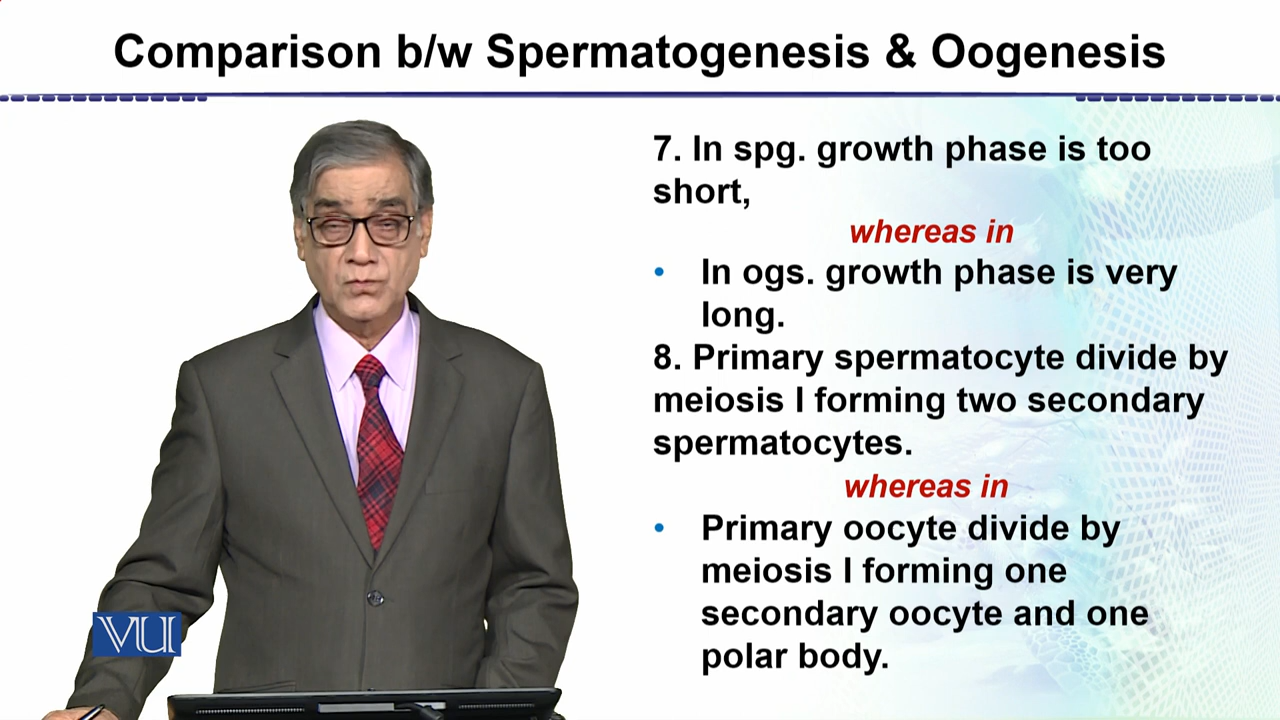 Comparison b/w Spermatogenesis & Oogenesis
7. In spg. growth phase is too
short,
whereas in
• In ogs. growth phase is very
long.
8. Primary spermatocyte divide by
meiosis I forming two secondary
spermatocytes.
whereas in
• Primary oocyte divide by
meiosis I forming one
secondary oocyte and one
polar body.
VU